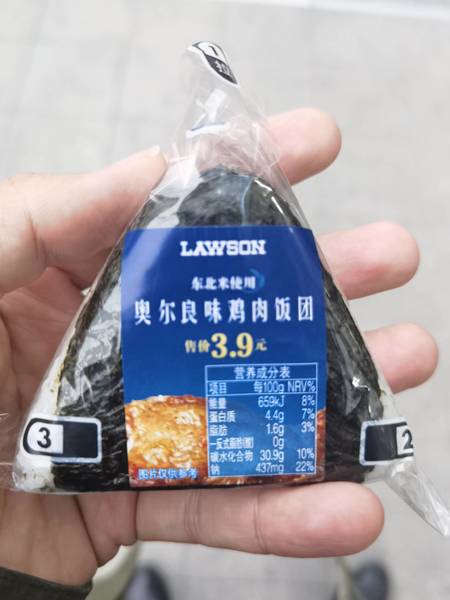 1
LAWSON
东北米使用
奥尔良味鸡肉饭团
售价3.9元
营养成分表
项目 每100g NRV%
能量 659kJ 8%
蛋白质 4.4g 7%
脂肪 1.6g 3%
—反式脂肪(酸) 0g
碳水化合物 30.9g 10%
钠 437mg 22%
图片仅供参考
3
2